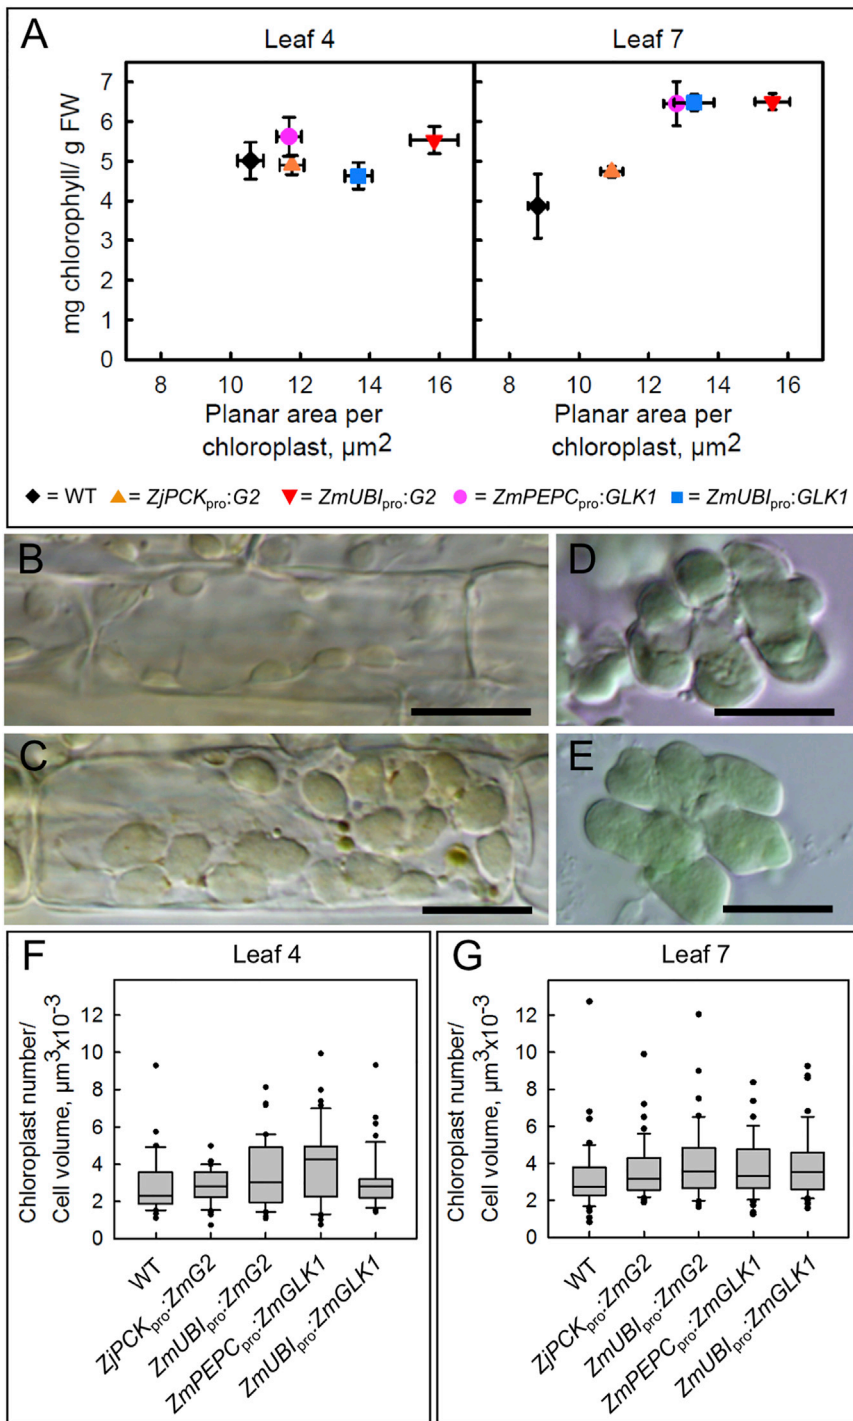 A
Leaf 4
Leaf 7
mg chlorophyll/ g FW
7
6
5
4
3
2
1
0
8 10 12 14 16
8 10 12 14 16
Planar area per
chloroplast, µm2
Planar area per
chloroplast, µm2
= WT = ZjPCKpro:G2 = ZmUBIpro:G2 = ZmPEPCpro:GLK1 = ZmUBIpro:GLK1
B
D
C
E
F
Leaf 4
Chloroplast number/
Cell volume, µm3x10-3
12
10
8
6
4
2
0
WT
ZjPCKpro:ZmG2
ZmUBIpro:ZmG2
ZmPEPCpro:ZmGLK1
ZmUBIpro:ZmGLK1
G
Leaf 7
Chloroplast number/
Cell volume, µm3x10-3
12
10
8
6
4
2
0
WT
ZjPCKpro:ZmG2
ZmUBIpro:ZmG2
ZmPEPCpro:ZmGLK1
ZmUBIpro:ZmGLK1